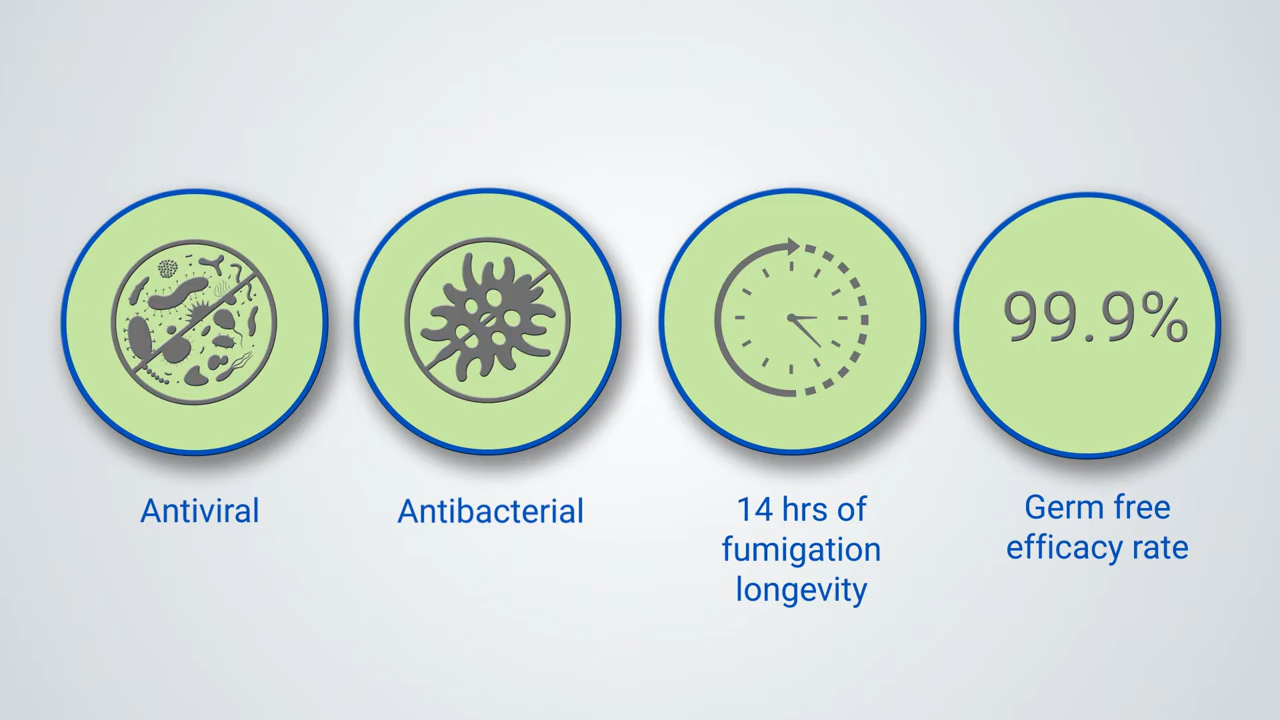 99.9%
Antiviral
Antibacterial
14 hrs of
fumigation
longevity
Germ free
efficacy rate